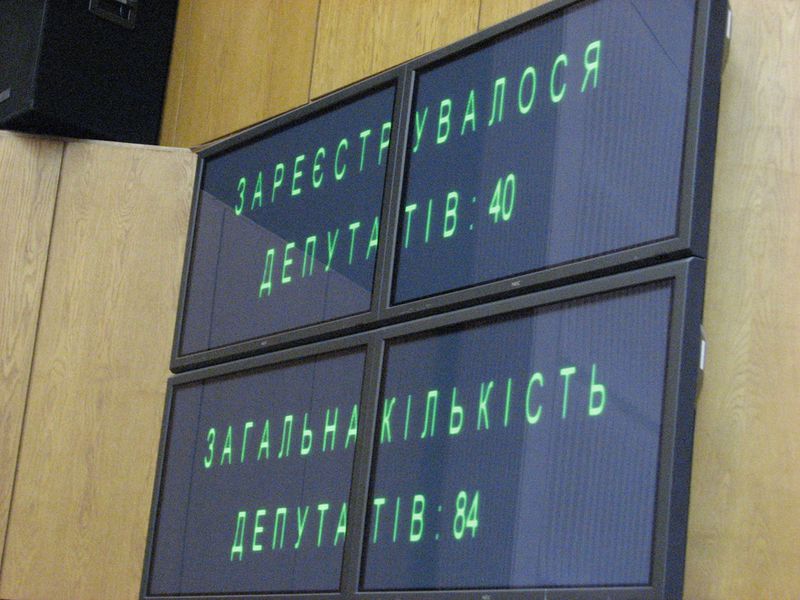 ЗАРЕЄСТРУВАЛОСЯ
ДЕПУТАТІВ: 40
ЗАГАЛЬНА КІЛЬКІСТЬ
ДЕПУТАТІВ: 84